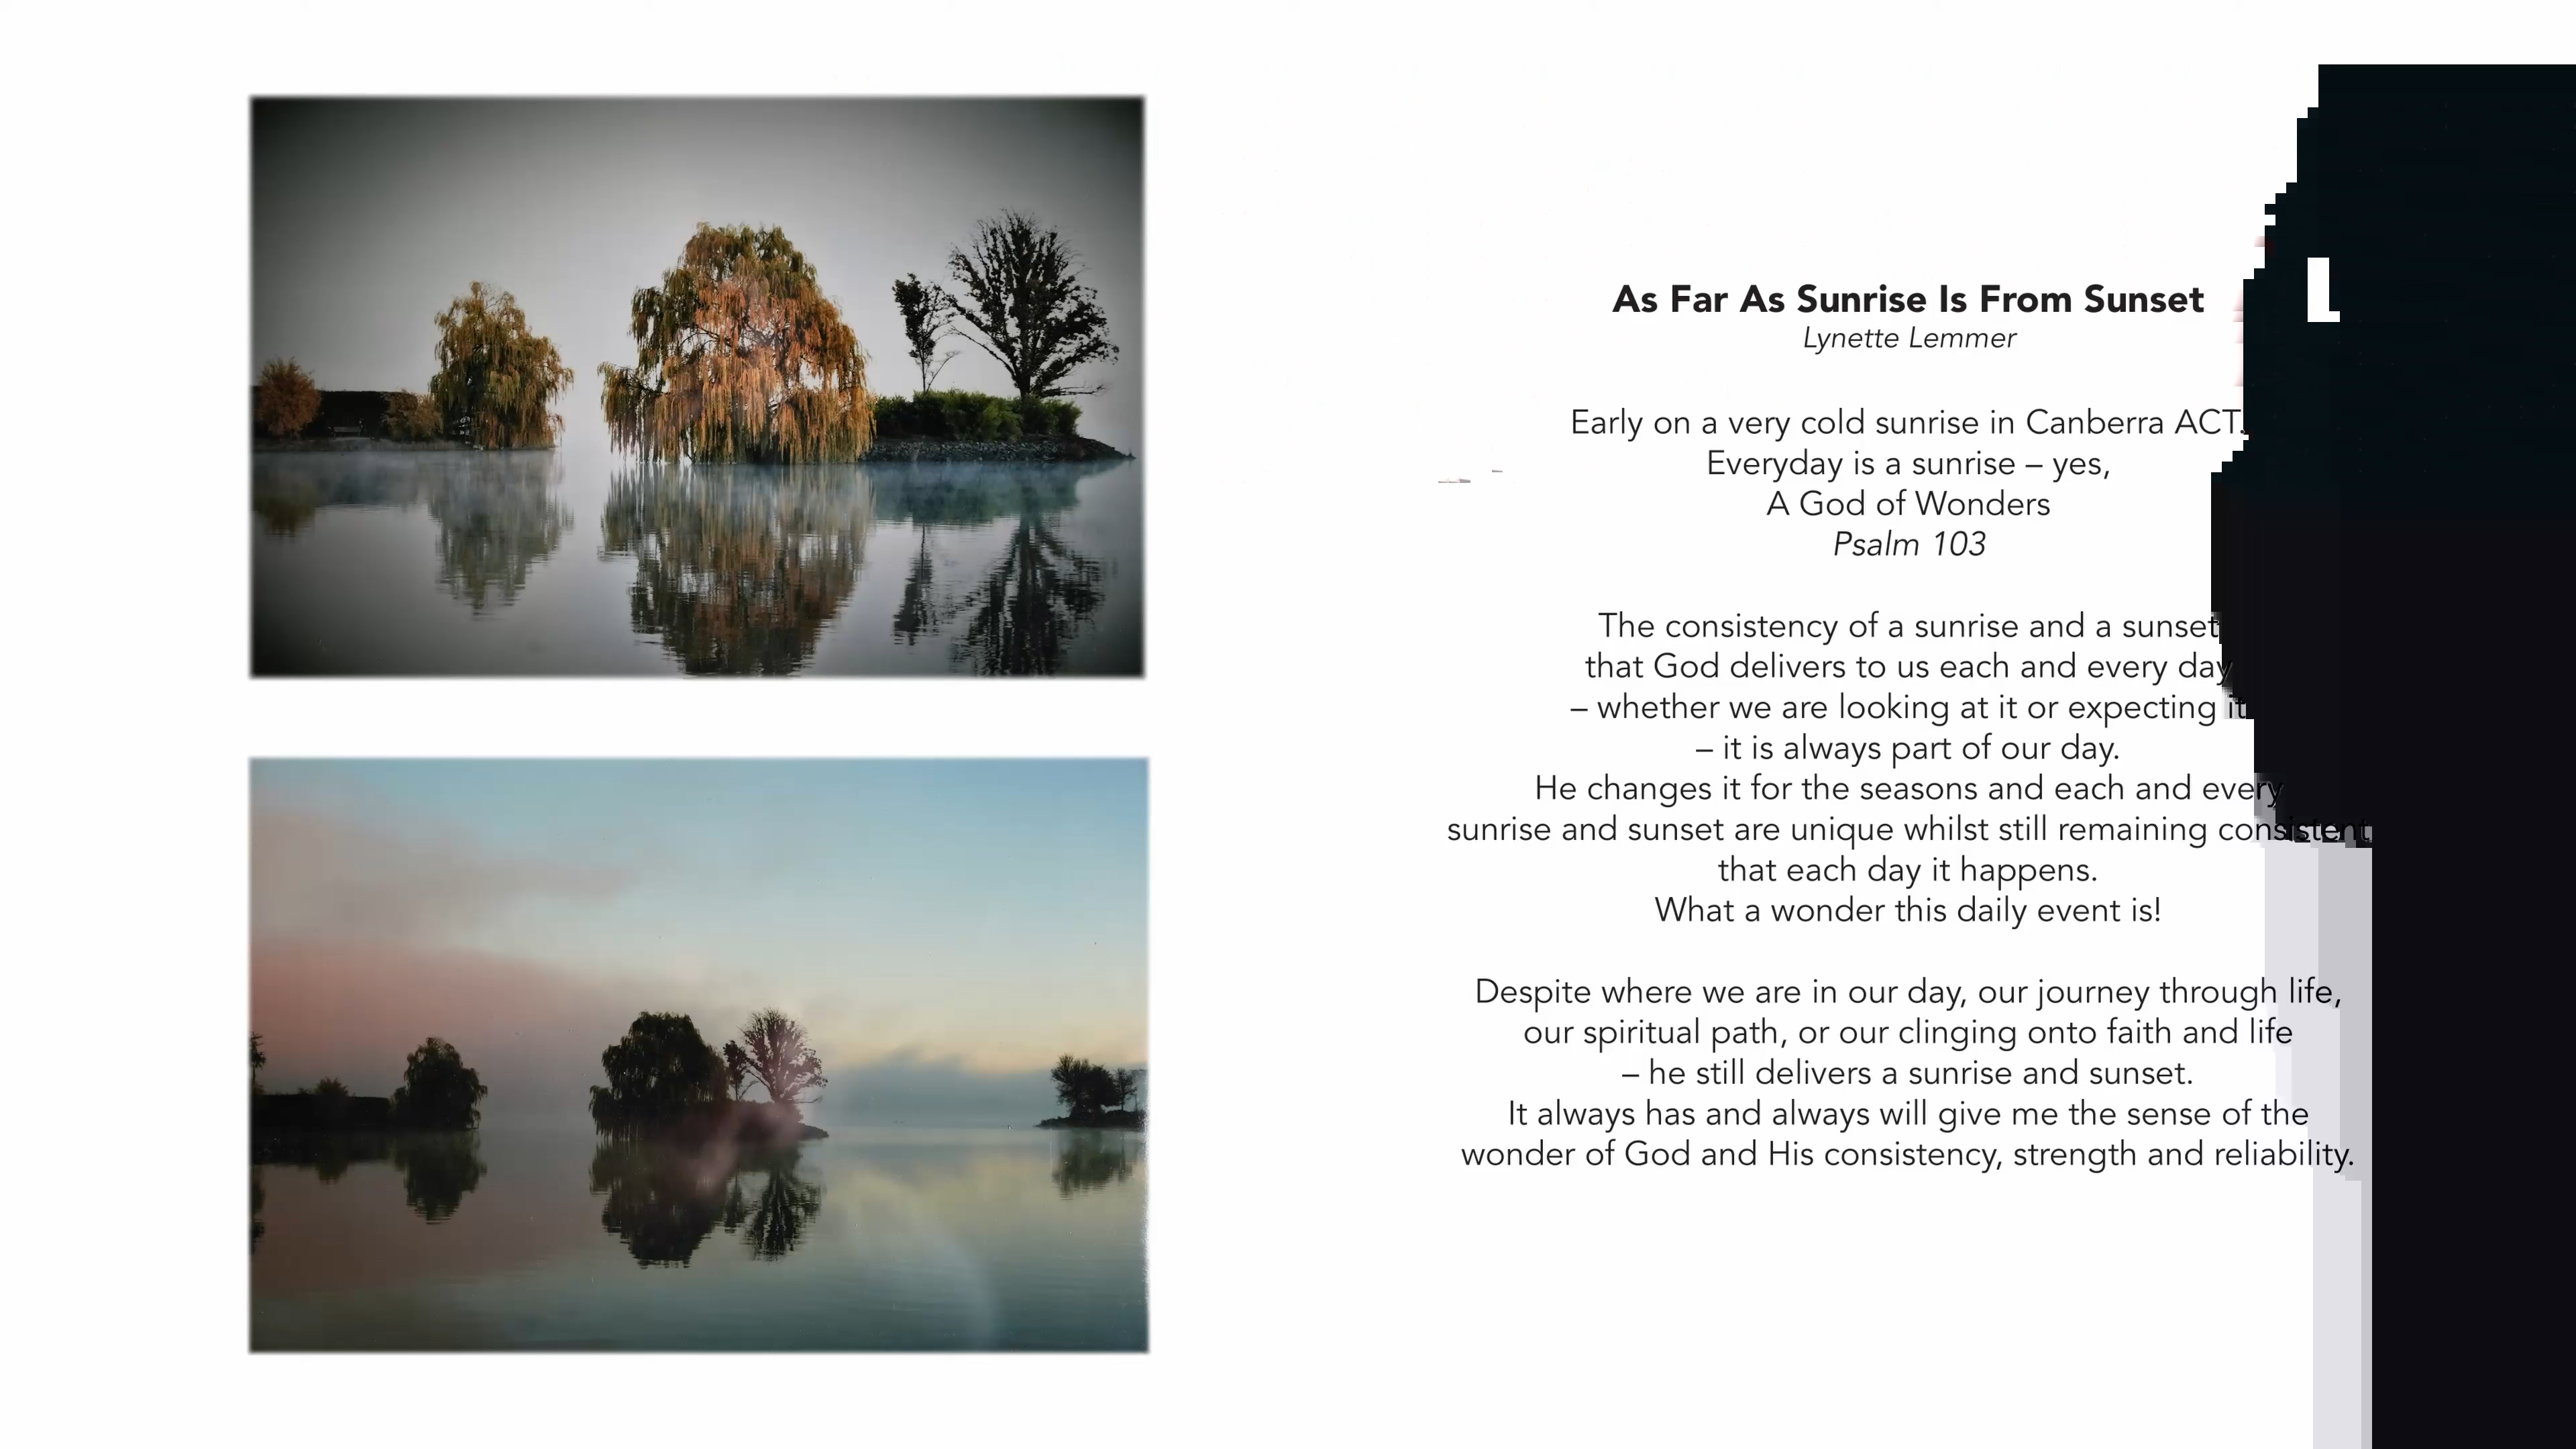 As Far As Sunrise Is From Sunset
Lynette Lemmer
Early on a very cold sunrise in Canberra ACT.
Everyday is a sunrise – yes,
A God of Wonders
Psalm 103
The consistency of a sunrise and a sunset
that God delivers to us each and every day
– whether we are looking at it or expecting it
– it is always part of our day.
He changes it for the seasons and each and every
sunrise and sunset are unique whilst still remaining consistent
that each day it happens.
What a wonder this daily event is!
Despite where we are in our day, our journey through life,
our spiritual path, or our clinging onto faith and life
– he still delivers a sunrise and sunset.
It always has and always will give me the sense of the
wonder of God and His consistency, strength and reliability.